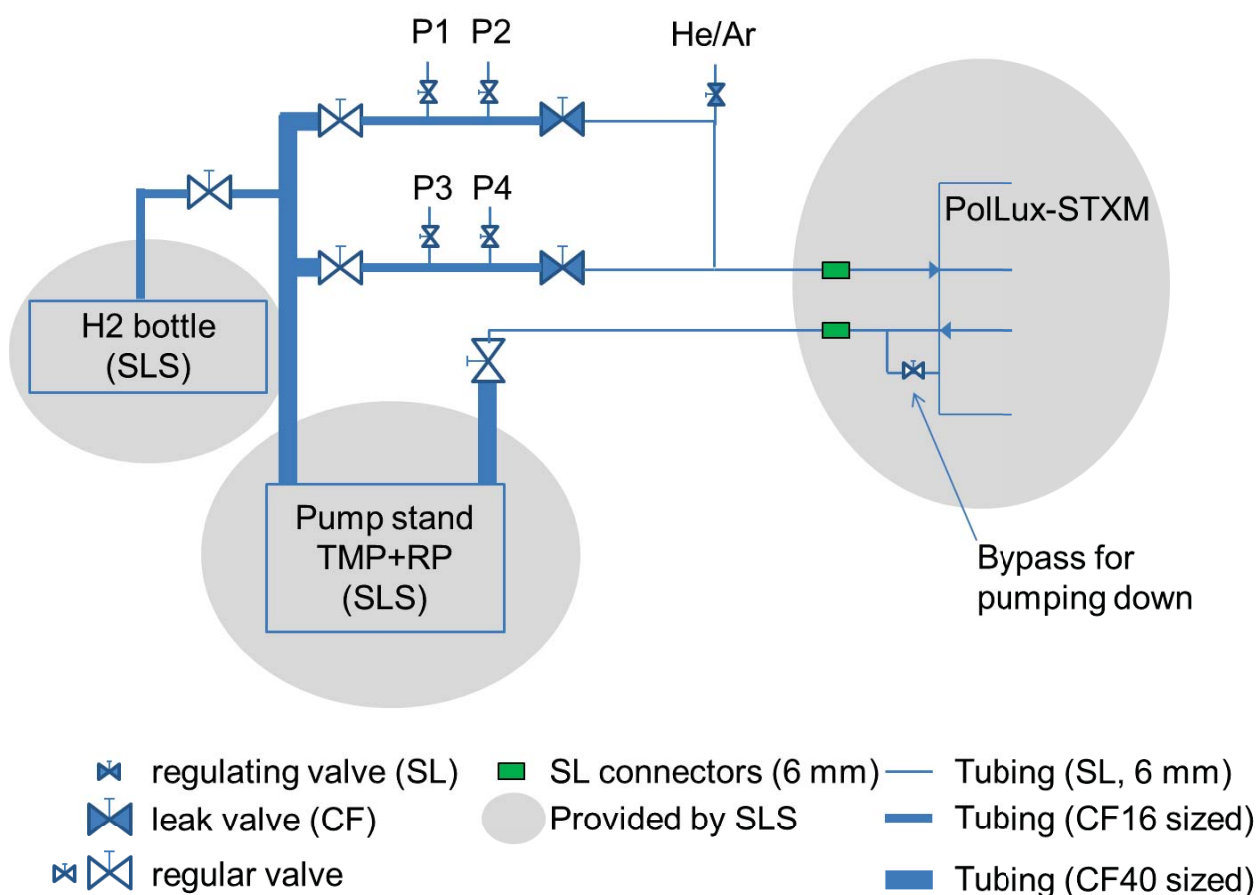 P1 P2 He/Ar
P3 P4
PolLux-STXM
H2 bottle
(SLS)
Pump stand
TMP+RP
(SLS)
Bypass for
pumping down
regulating valve (SL)
leak valve (CF)
regular valve
SL connectors (6 mm)
Provided by SLS
Tubing (SL, 6 mm)
Tubing (CF16 sized)
Tubing (CF40 sized)